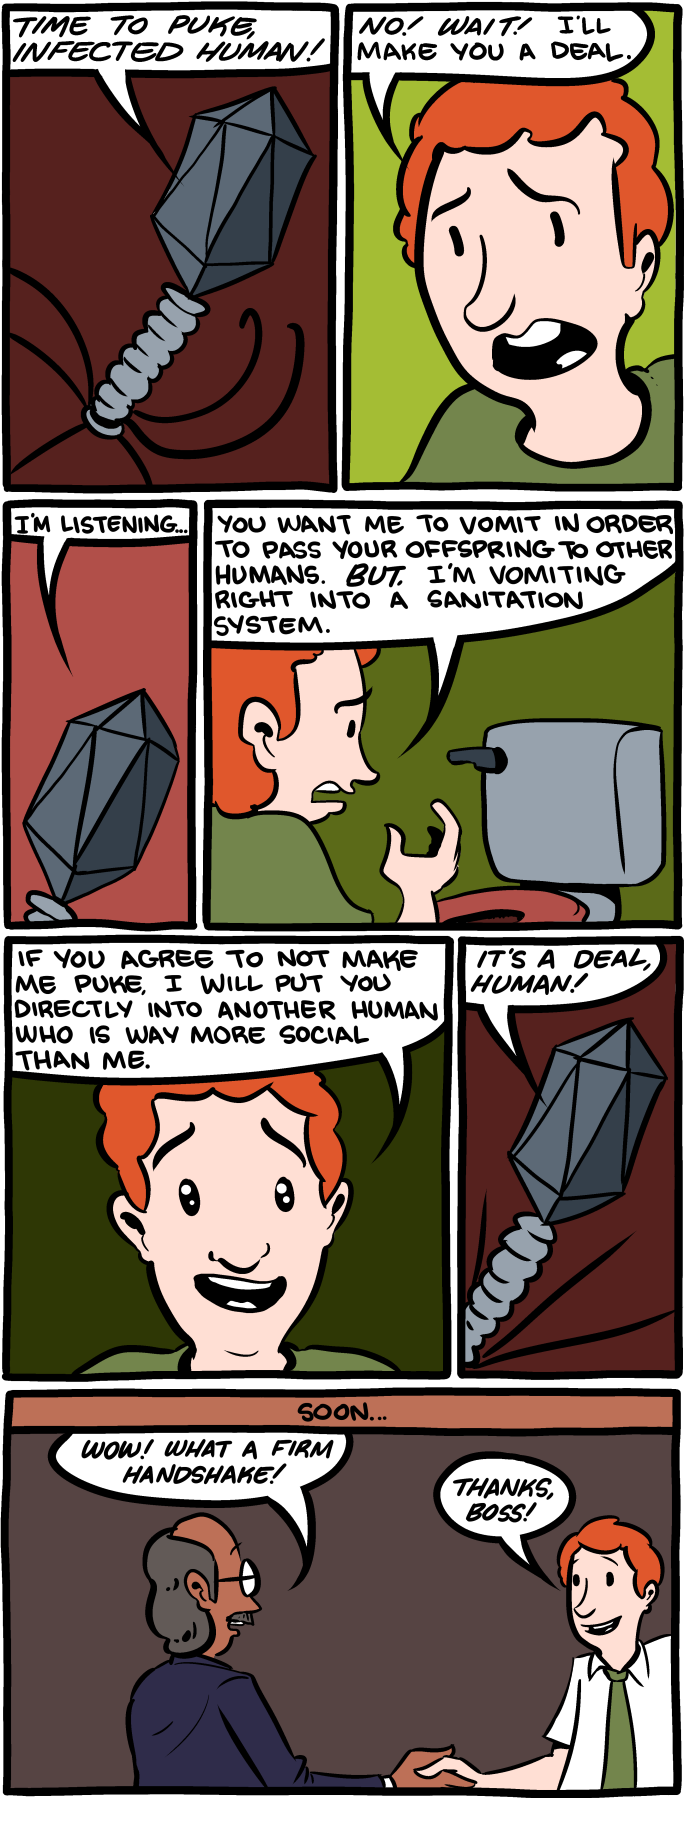 TIME TO PUKE,
INFECTED HUMAN!
NO! WAIT! I'LL
MAKE YOU A DEAL.
I'M LISTENING...
YOU WANT ME TO VOMIT IN ORDER
TO PASS YOUR OFFSPRING TO OTHER
HUMANS. BUT. I'M VOMITING
RIGHT INTO A SANITATION
SYSTEM.
IF YOU AGREE TO NOT MAKE
ME PUKE, I WILL PUT YOU
DIRECTLY INTO ANOTHER HUMAN
WHO IS WAY MORE SOCIAL
THAN ME.
IT'S A DEAL,
HUMAN!
SOON...
WOW! WHAT A FIRM
HANDSHAKE!
THANKS,
BOSS!